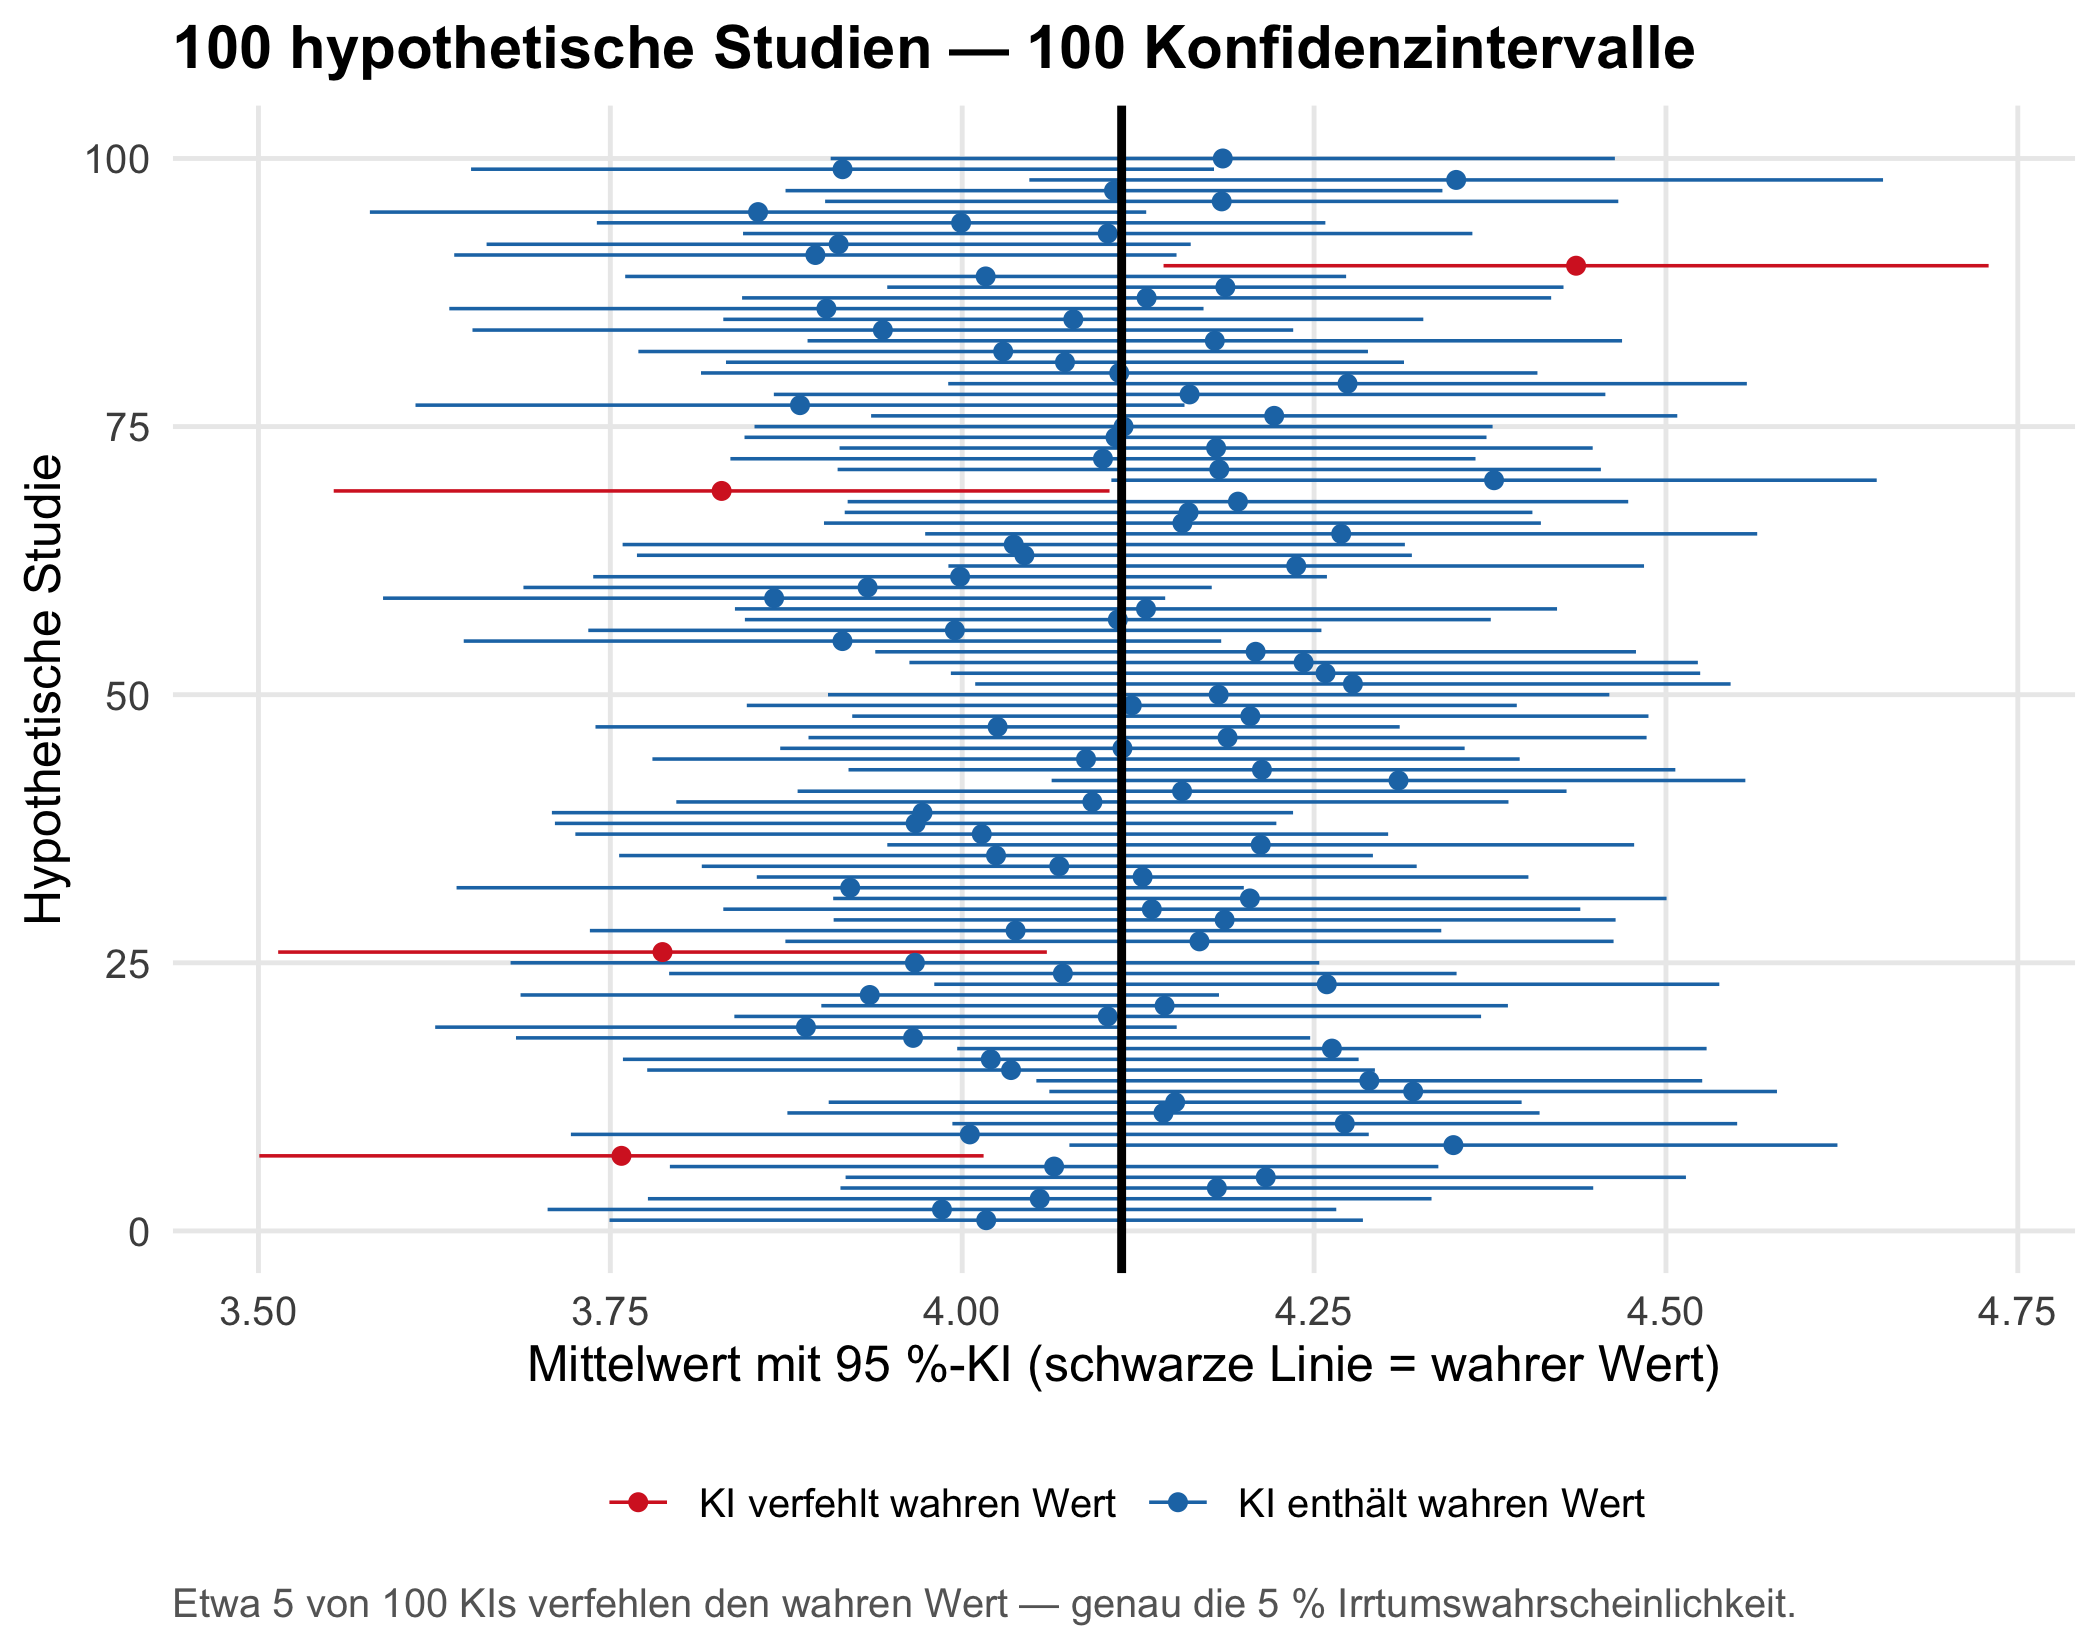 100 hypothetische Studien — 100 Konfidenzintervalle
Hypothetische Studie
100
75
50
25
0
3.50 3.75 4.00 4.25 4.50 4.75
Mittelwert mit 95 %-KI (schwarze Linie = wahrer Wert)
KI verfehlt wahren Wert KI enthält wahren Wert
Etwa 5 von 100 KIs verfehlen den wahren Wert — genau die 5 % Irrtumswahrscheinlichkeit.